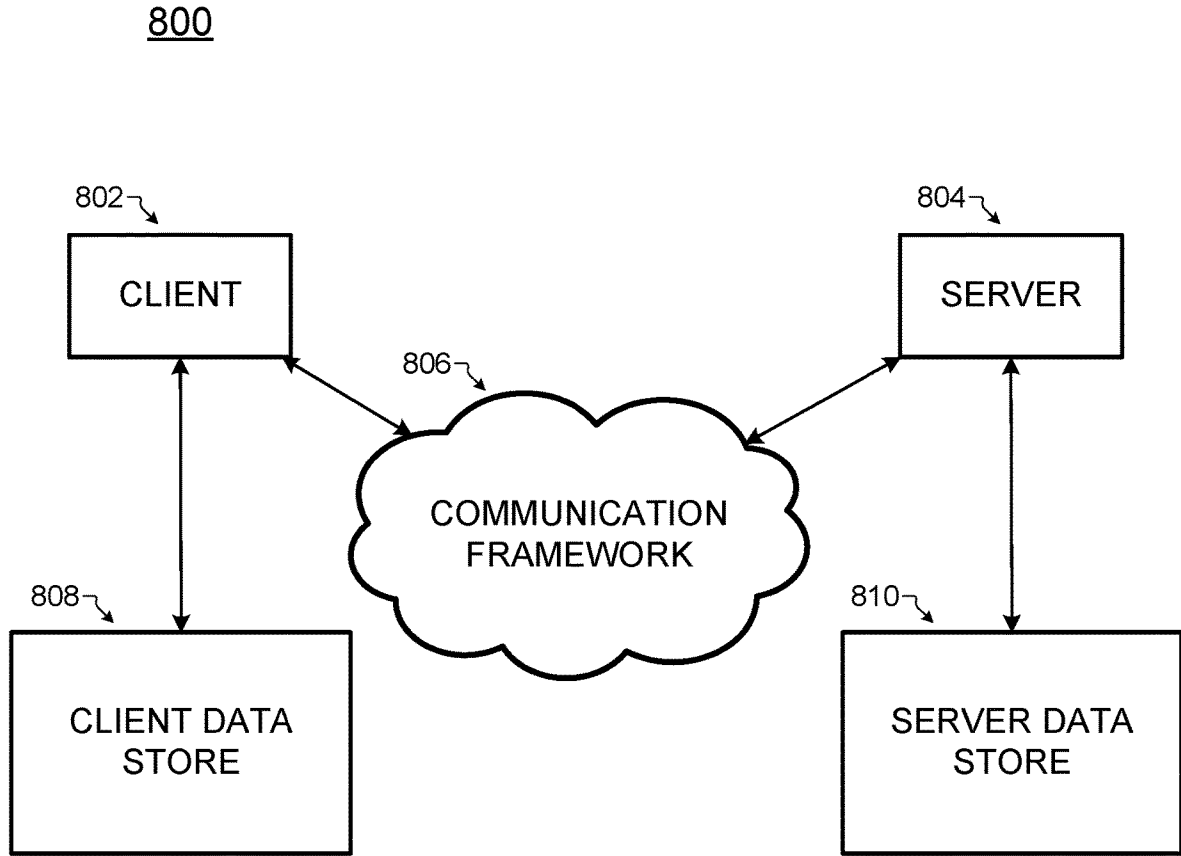 800
802
804
CLIENT
SERVER
806
COMMUNICATION
FRAMEWORK
808
810
CLIENT DATA
STORE
SERVER DATA
STORE